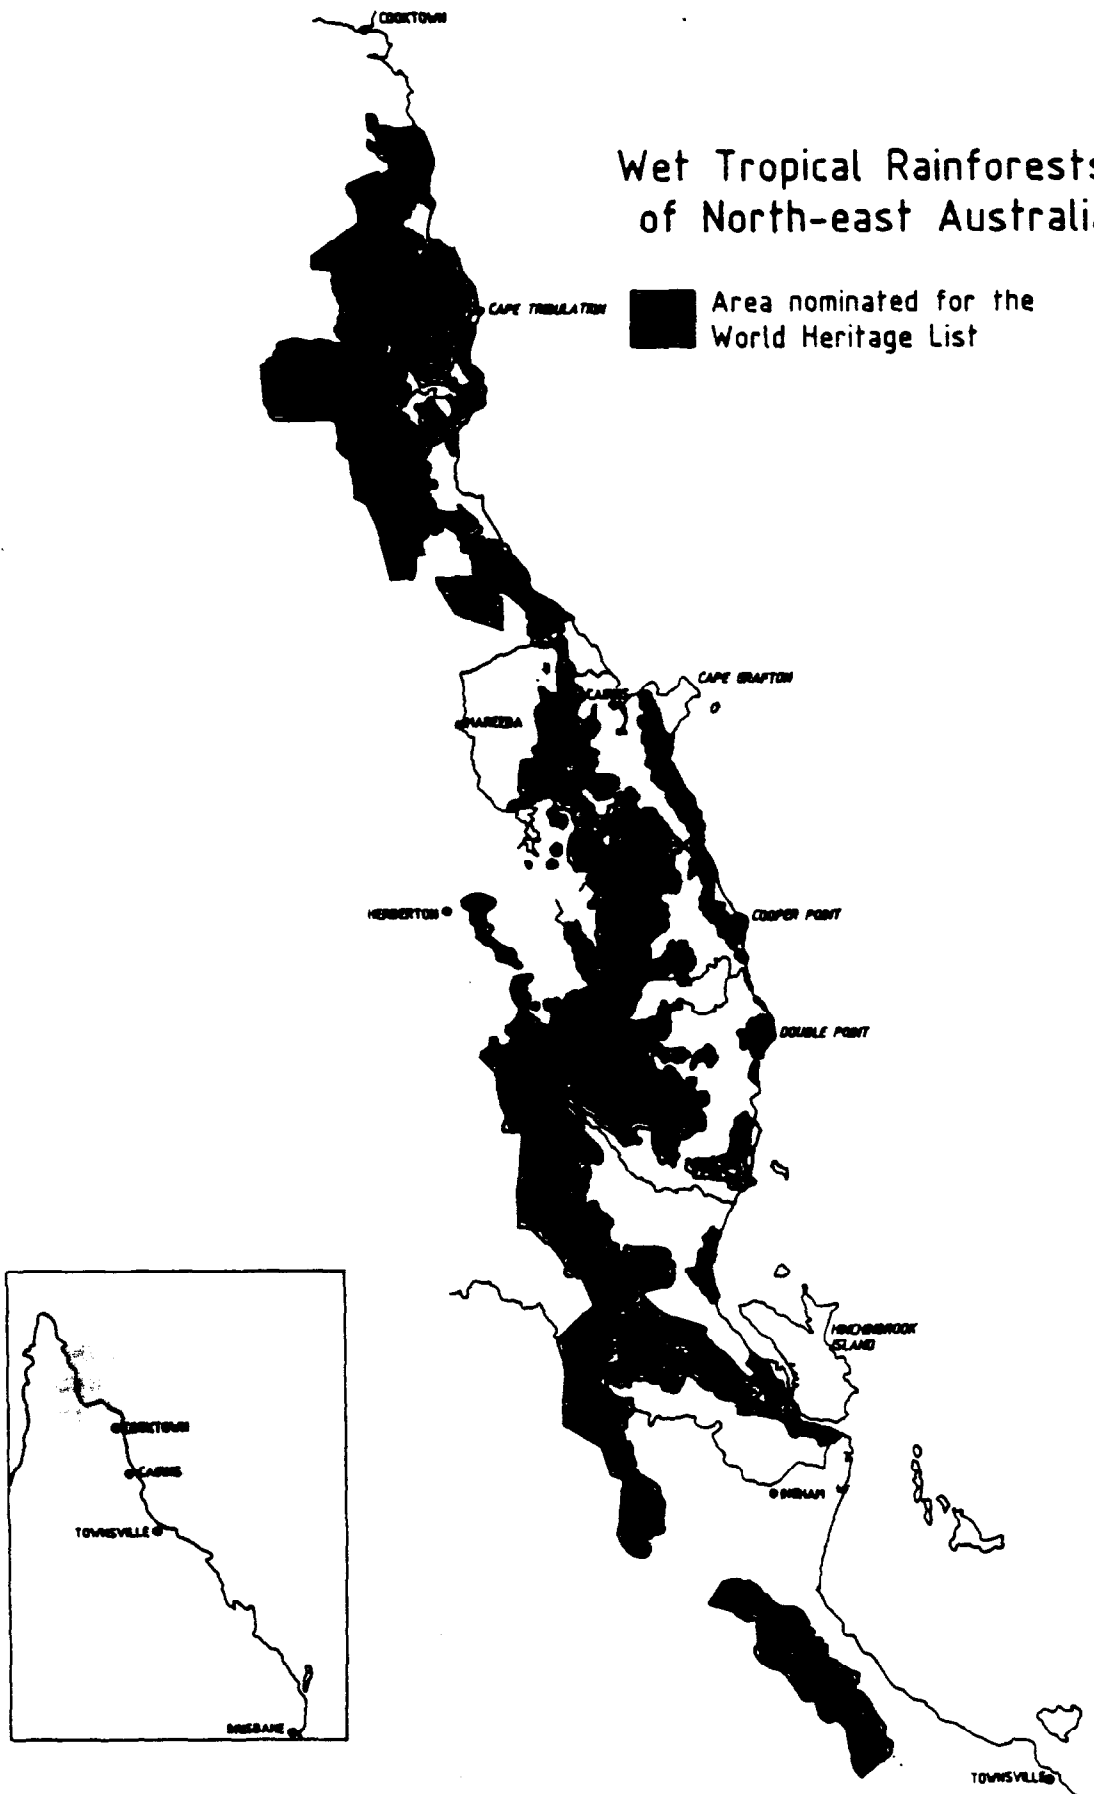 COOKTOWN
Wet Tropical Rainforests
of North-east Australia
CAPE TRIBULATION
Area nominated for the
World Heritage List
CAPE GRAFTON
CAIRNS
MAREEBA
HERBERTON
COOPER POINT
DOUBLE POINT
HINCHINBROOK
ISLAND
COOKTOWN
CAIRNS
INGHAM
TOWNSVILLE
BRISBANE
TOWNSVILLE